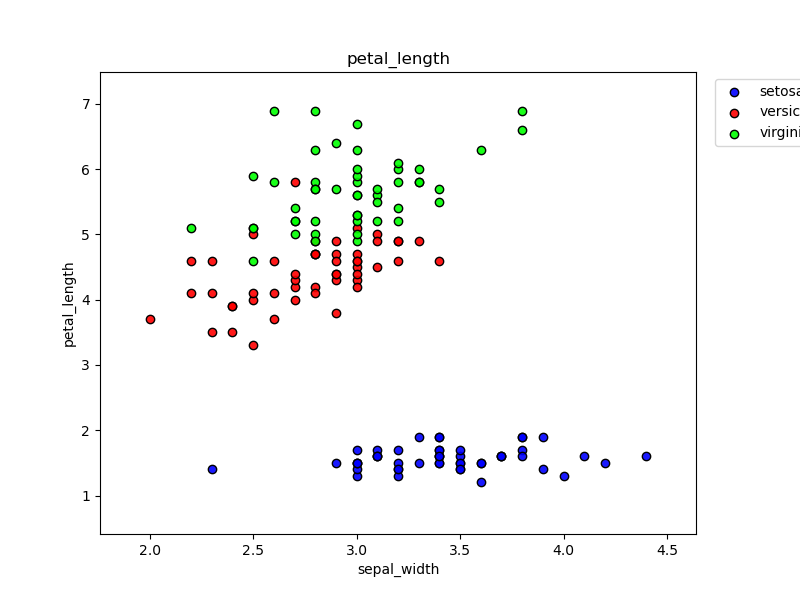 petal_length
setosa
versic
virgini
petal_length
7
6
5
4
3
2
1
2.0 2.5 3.0 3.5 4.0 4.5
sepal_width